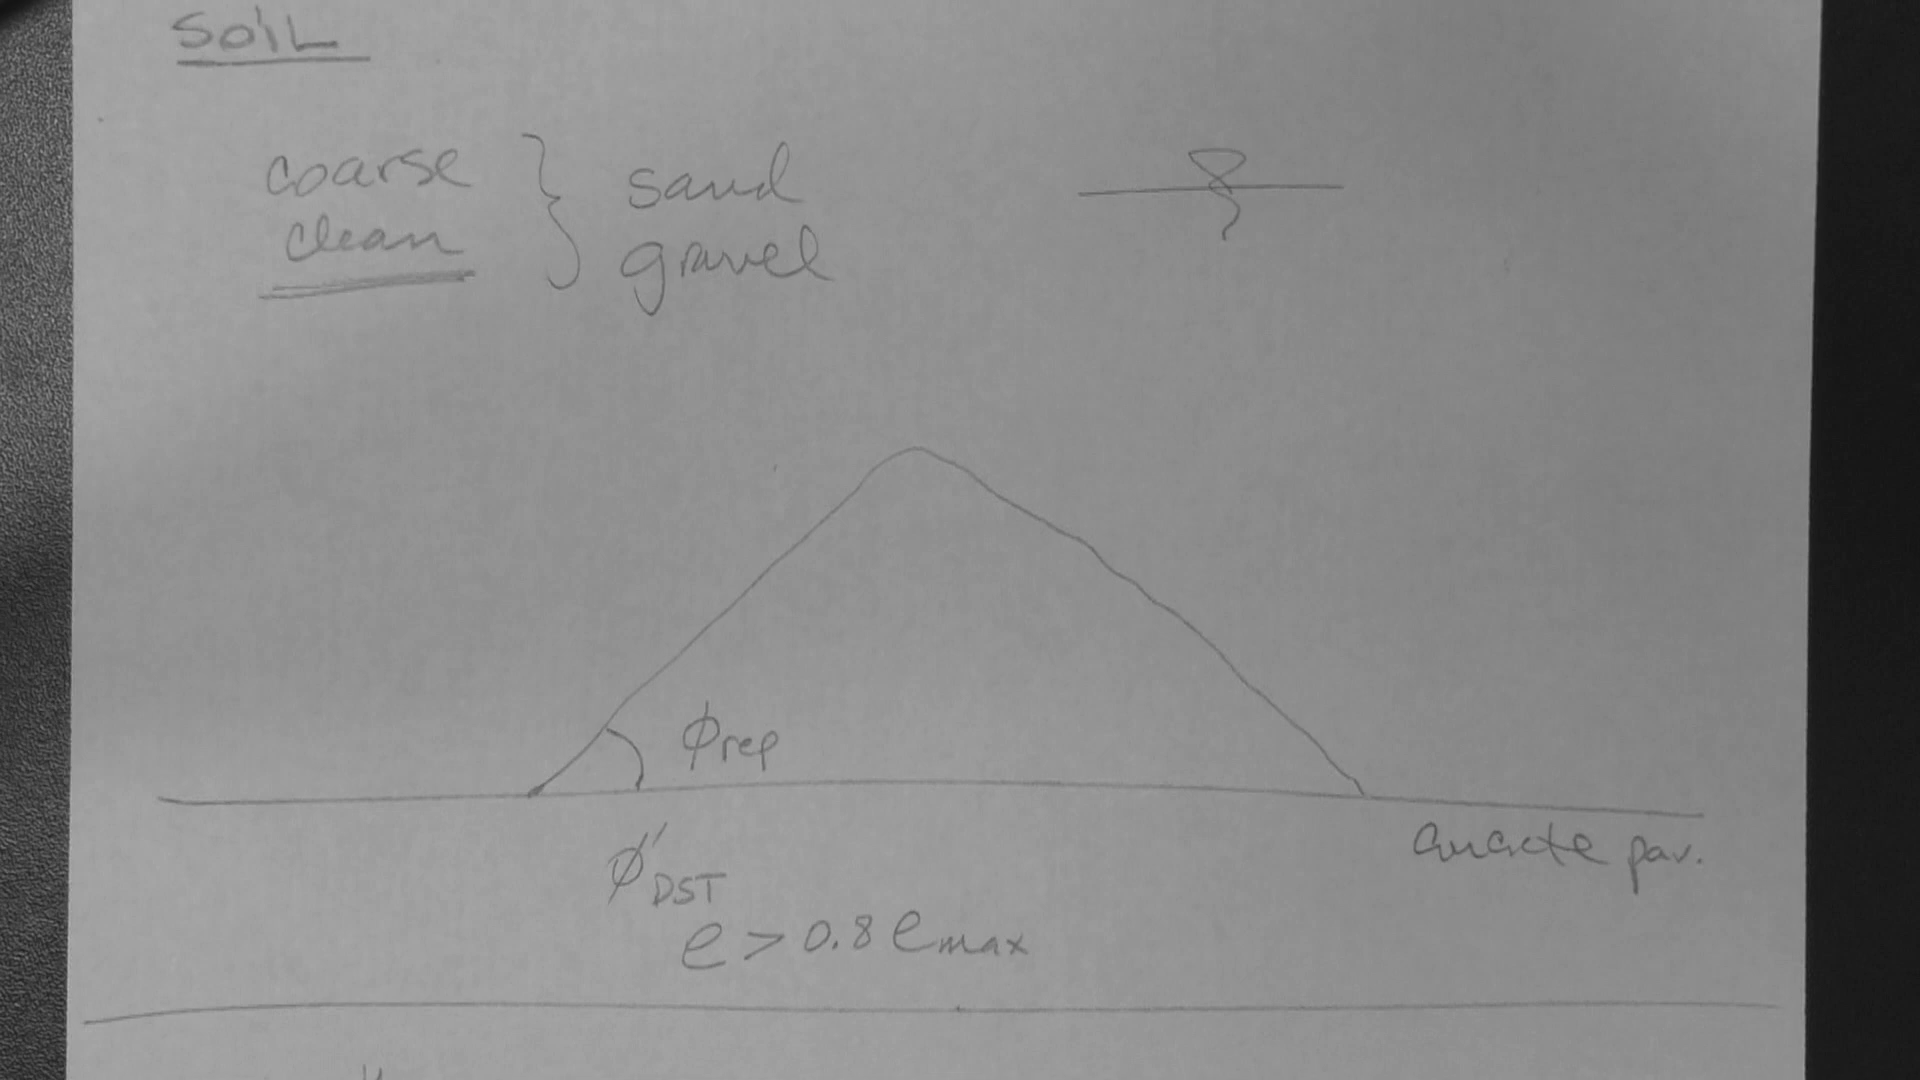 SOIL
coarse } sand
clean gravel
ϕrep
concrete pav.
ϕ'DST
e > 0.8 emax